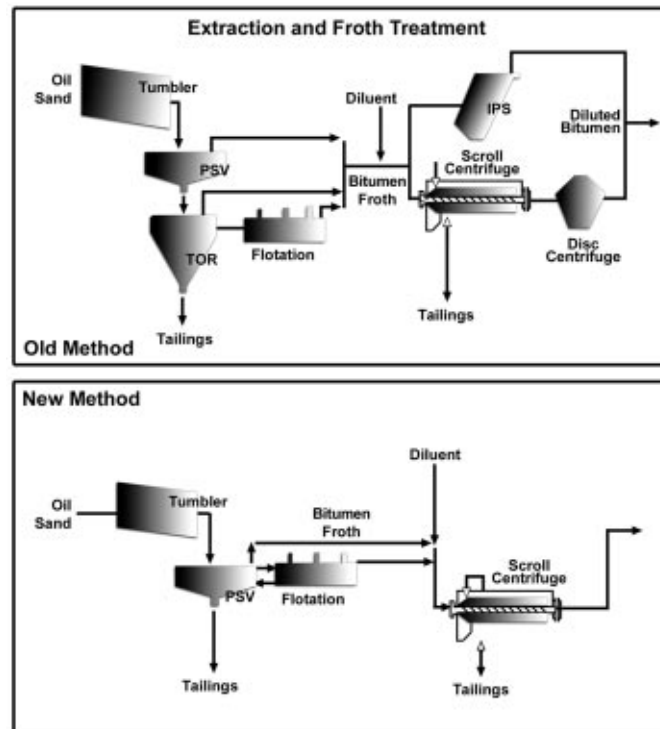 Extraction and Froth Treatment
Oil
Sand
Tumbler
PSV
TOR
Flotation
Tailings
Diluent
Bitumen
Froth
IPS
Scroll
Centrifuge
Diluted
Bitumen
Disc
Centrifuge
Tailings
Old Method
New Method
Oil
Sand
Tumbler
PSV
Flotation
Bitumen
Froth
Diluent
Scroll
Centrifuge
Tailings
Tailings